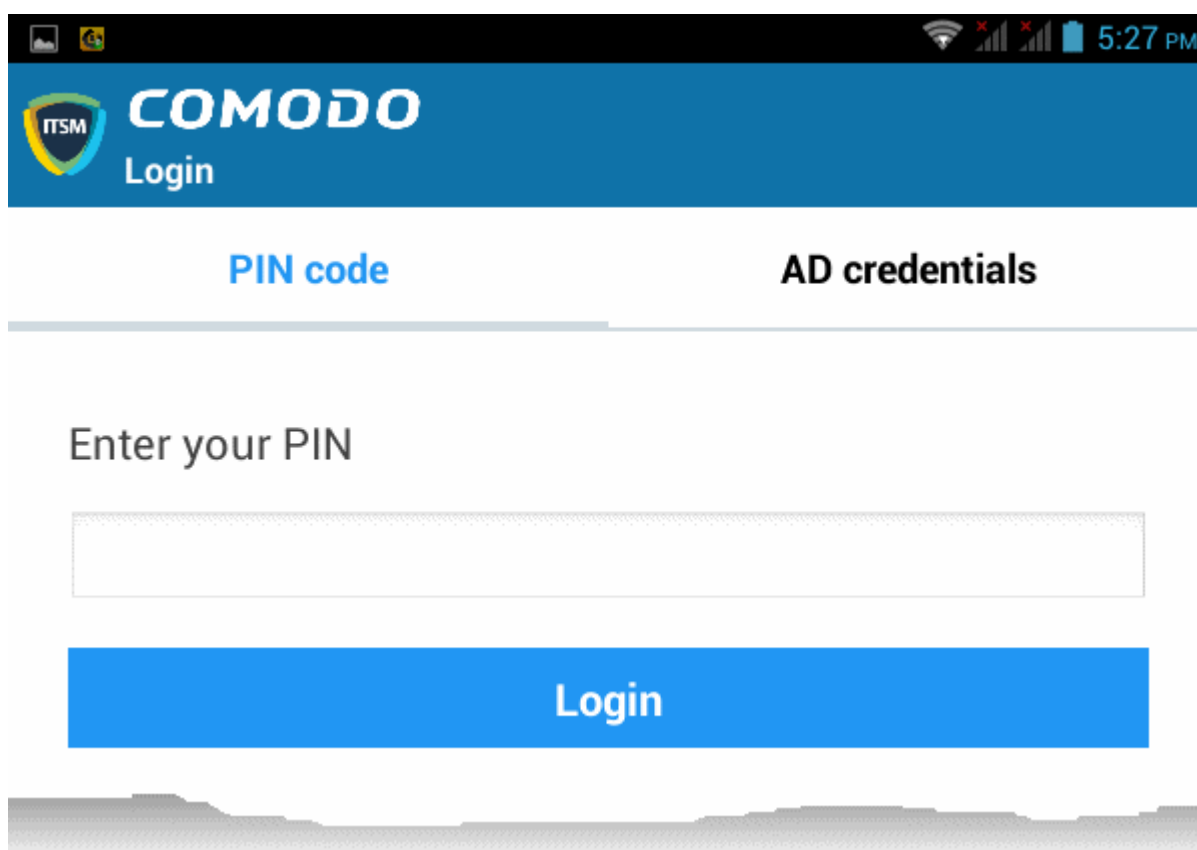 5:27 PM
ITSM
COMODO
Login
PIN code AD credentials
Enter your PIN
Login